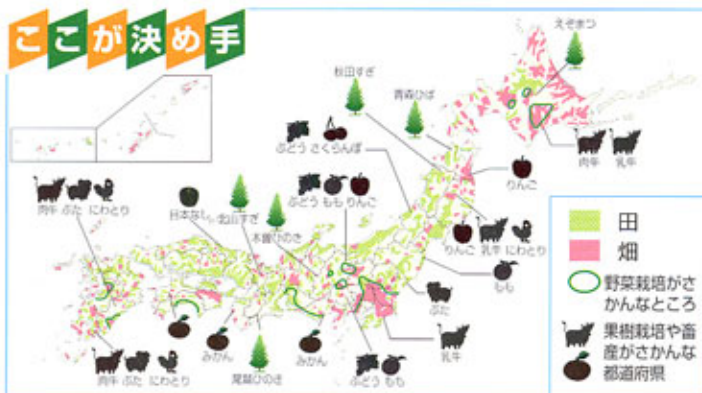 ここが決め手
えぞまつ
秋田すぎ
青森ひば
ぶどう さくらんぼ
肉牛 乳牛
りんご
肉牛 ぶた にわとり
日本なし
北山すぎ
木曽ひのき
ぶどう もも りんご
りんご 乳牛 にわとり
もも
ぶた
乳牛
みかん
みかん
肉牛 ぶた にわとり
尾鷲ひのき
ぶどう もも
田
畑
野菜栽培がさ
かんなところ
果樹栽培や畜
産がさかんな
都道府県